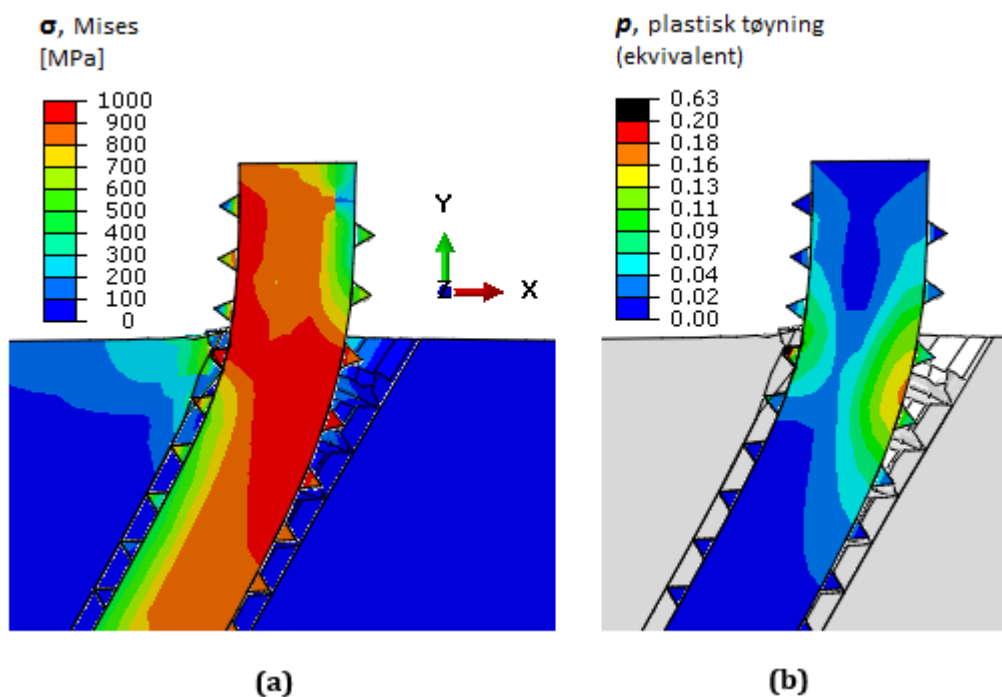 σ, Mises
[MPa]
1000
900
800
700
600
500
400
300
200
100
0
Y
X
Z
(a)
p, plastisk tøyning
(ekvivalent)
0.63
0.20
0.18
0.16
0.13
0.11
0.09
0.07
0.04
0.02
0.00
(b)